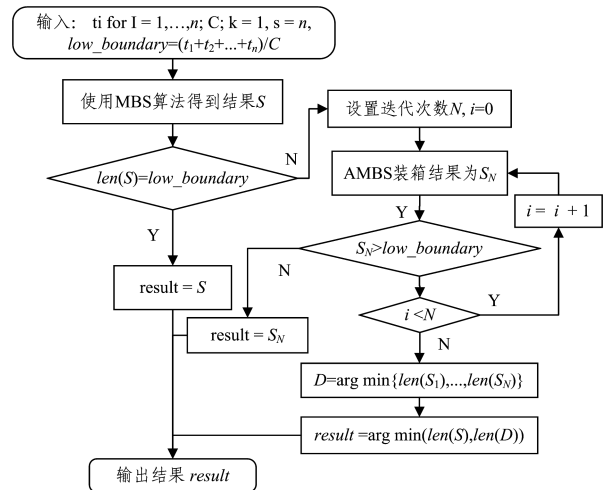 输入: ti for I = 1,…,n; C; k = 1, s = n,
low_boundary=(t1+t2+...+tn)/C
使用MBS算法得到结果S
len(S)=low_boundary
N
Y
result = S
设置迭代次数N, i=0
AMBS装箱结果为SN
i = i + 1
Y
SN>low_boundary
N
result = SN
i <N
Y
N
D=arg min{len(S1),...,len(SN)}
result =arg min(len(S),len(D))
输出结果 result